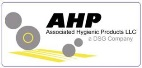 AHP
Associated Hygienic Products LLC
a DSG Company